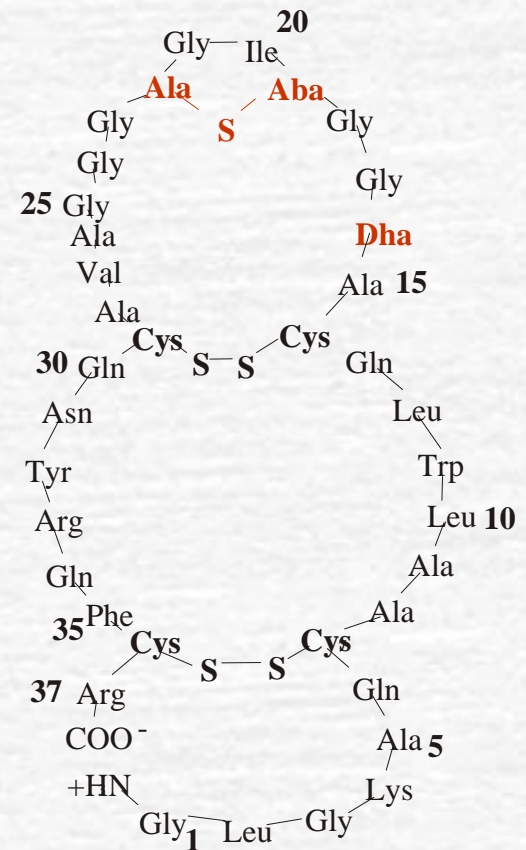 20
Gly Ile
Ala Aba
Gly S Gly
Gly Gly
25 Gly
Ala Dha
Val Ala 15
Ala
Cys S S Cys
30 Gln Gln
Asn Leu
Tyr Trp
Arg Leu 10
Gln Ala
35 Phe Ala
Cys S S Cys
37 Arg Gln
COO - Ala 5
+HN Lys
Gly 1 Leu Gly